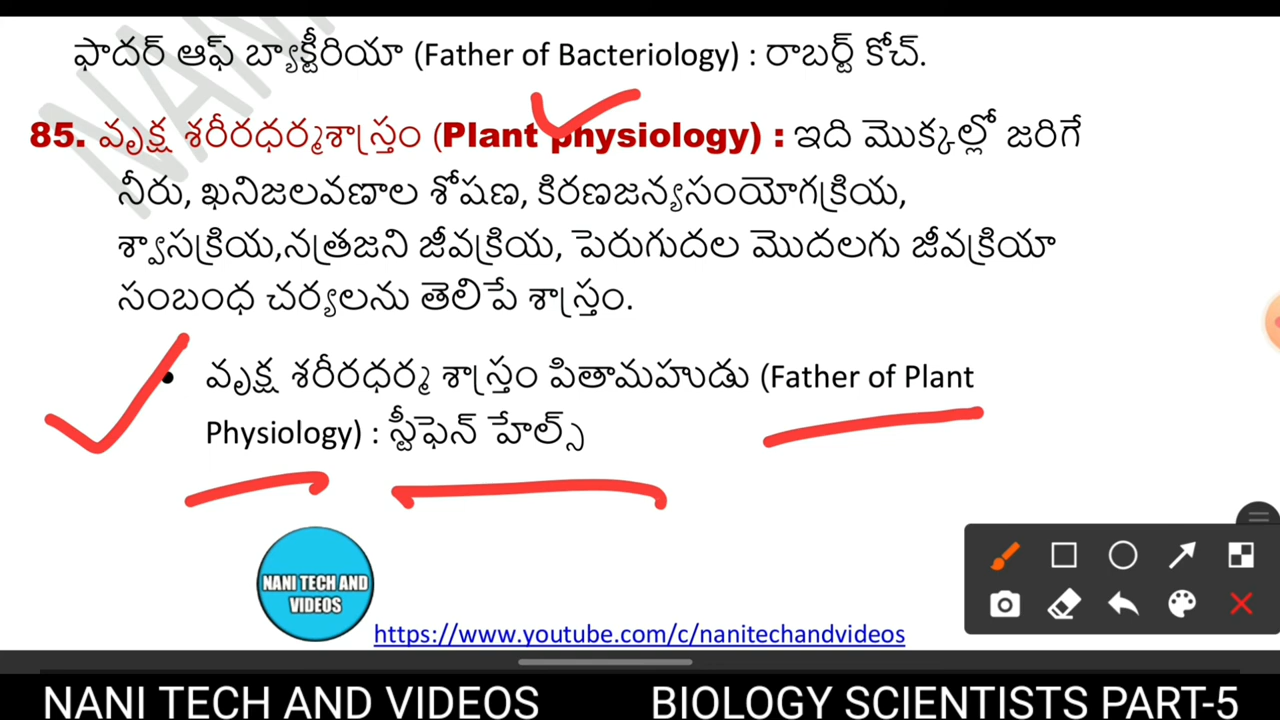 ఫాదర్ ఆఫ్ బ్యాక్టీరియా (Father of Bacteriology) : రాబర్ట్ కోచ్.
85. వృక్ష శరీరధర్మశాస్త్రం (Plant physiology) : ఇది మొక్కల్లో జరిగే
నీరు, ఖనిజలవణాల శోషణ, కిరణజన్యసంయోగక్రియ,
శ్వాసక్రియ,నత్రజని జీవక్రియ, పెరుగుదల మొదలగు జీవక్రియా
సంబంధ చర్యలను తెలిపే శాస్త్రం.
• వృక్ష శరీరధర్మ శాస్త్రం పితామహుడు (Father of Plant
Physiology) : స్టీఫెన్ హేల్స్
NANI TECH AND
VIDEOS
https://www.youtube.com/c/nanitechandvideos
NANI TECH AND VIDEOS BIOLOGY SCIENTISTS PART-5